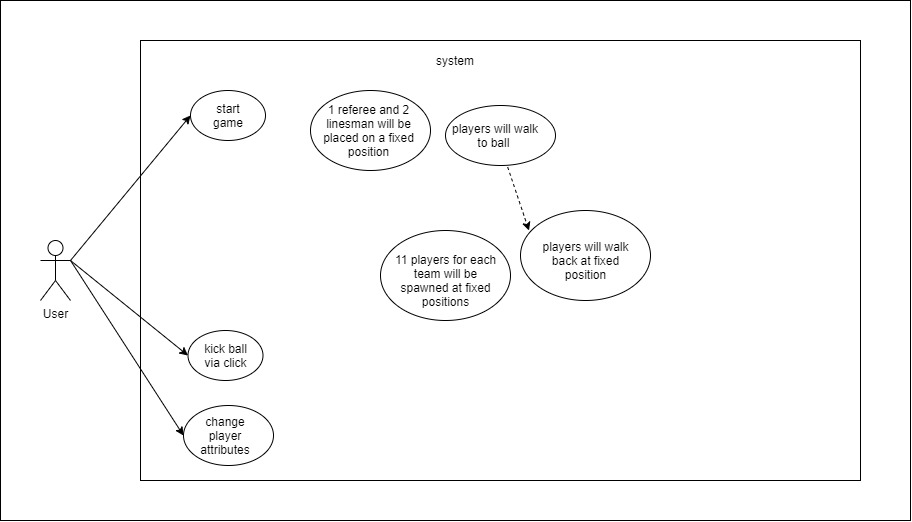 system
start
game
1 referee and 2
linesman will be
placed on a fixed
position
players will walk
to ball
11 players for each
team will be
spawned at fixed
positions
players will walk
back at fixed
position
User
kick ball
via click
change
player
attributes